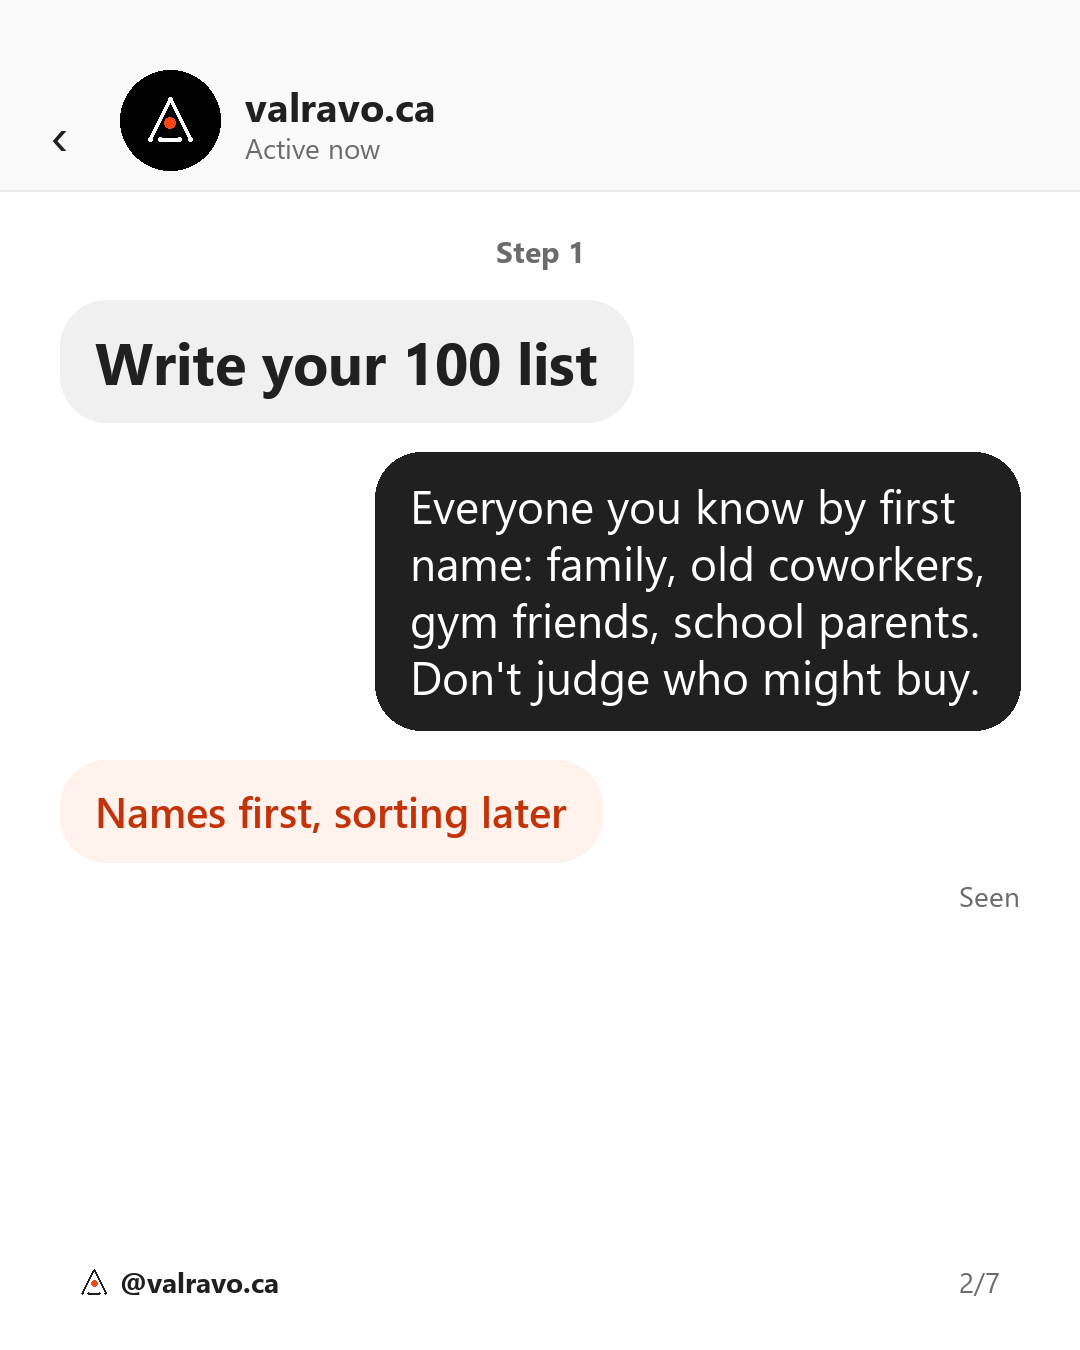 valravo.ca
Active now
Step 1
Write your 100 list
Everyone you know by first
name: family, old coworkers,
gym friends, school parents.
Don't judge who might buy.
Names first, sorting later
Seen
@valravo.ca
2/7